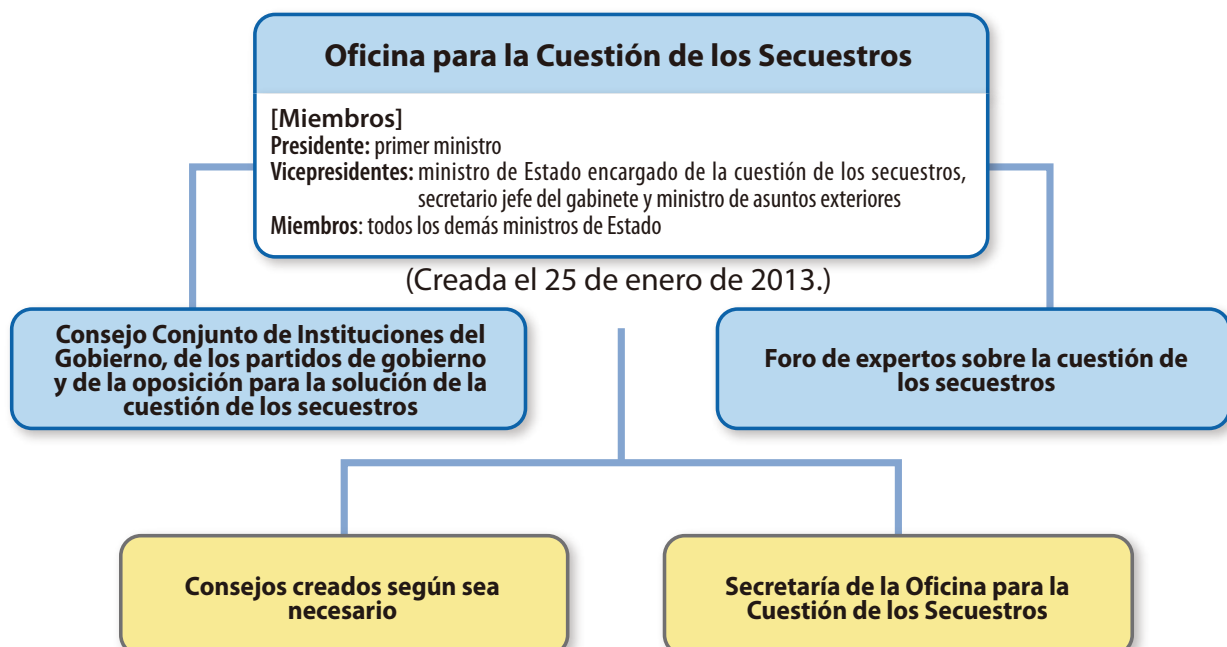 Oficina para la Cuestión de los Secuestros
[Miembros]
Presidente: primer ministro
Vicepresidentes: ministro de Estado encargado de la cuestión de los secuestros,
secretario jefe del gabinete y ministro de asuntos exteriores
Miembros: todos los demás ministros de Estado
(Creada el 25 de enero de 2013.)
Consejo Conjunto de Instituciones del
Gobierno, de los partidos de gobierno
y de la oposición para la solución de la
cuestión de los secuestros
Foro de expertos sobre la cuestión de
los secuestros
Consejos creados según sea
necesario
Secretaría de la Oficina para la
Cuestión de los Secuestros